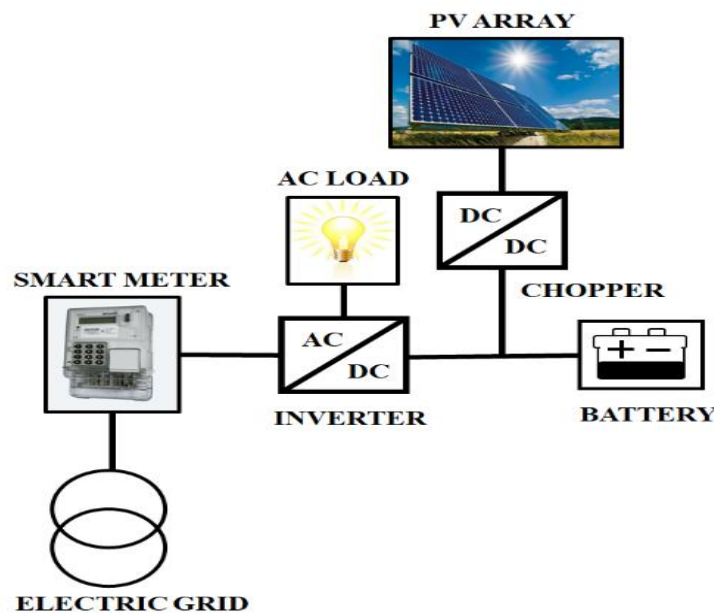 PV ARRAY
AC LOAD
DC
DC
SMART METER
CHOPPER
AC
DC
+ −
INVERTER
BATTERY
ELECTRIC GRID